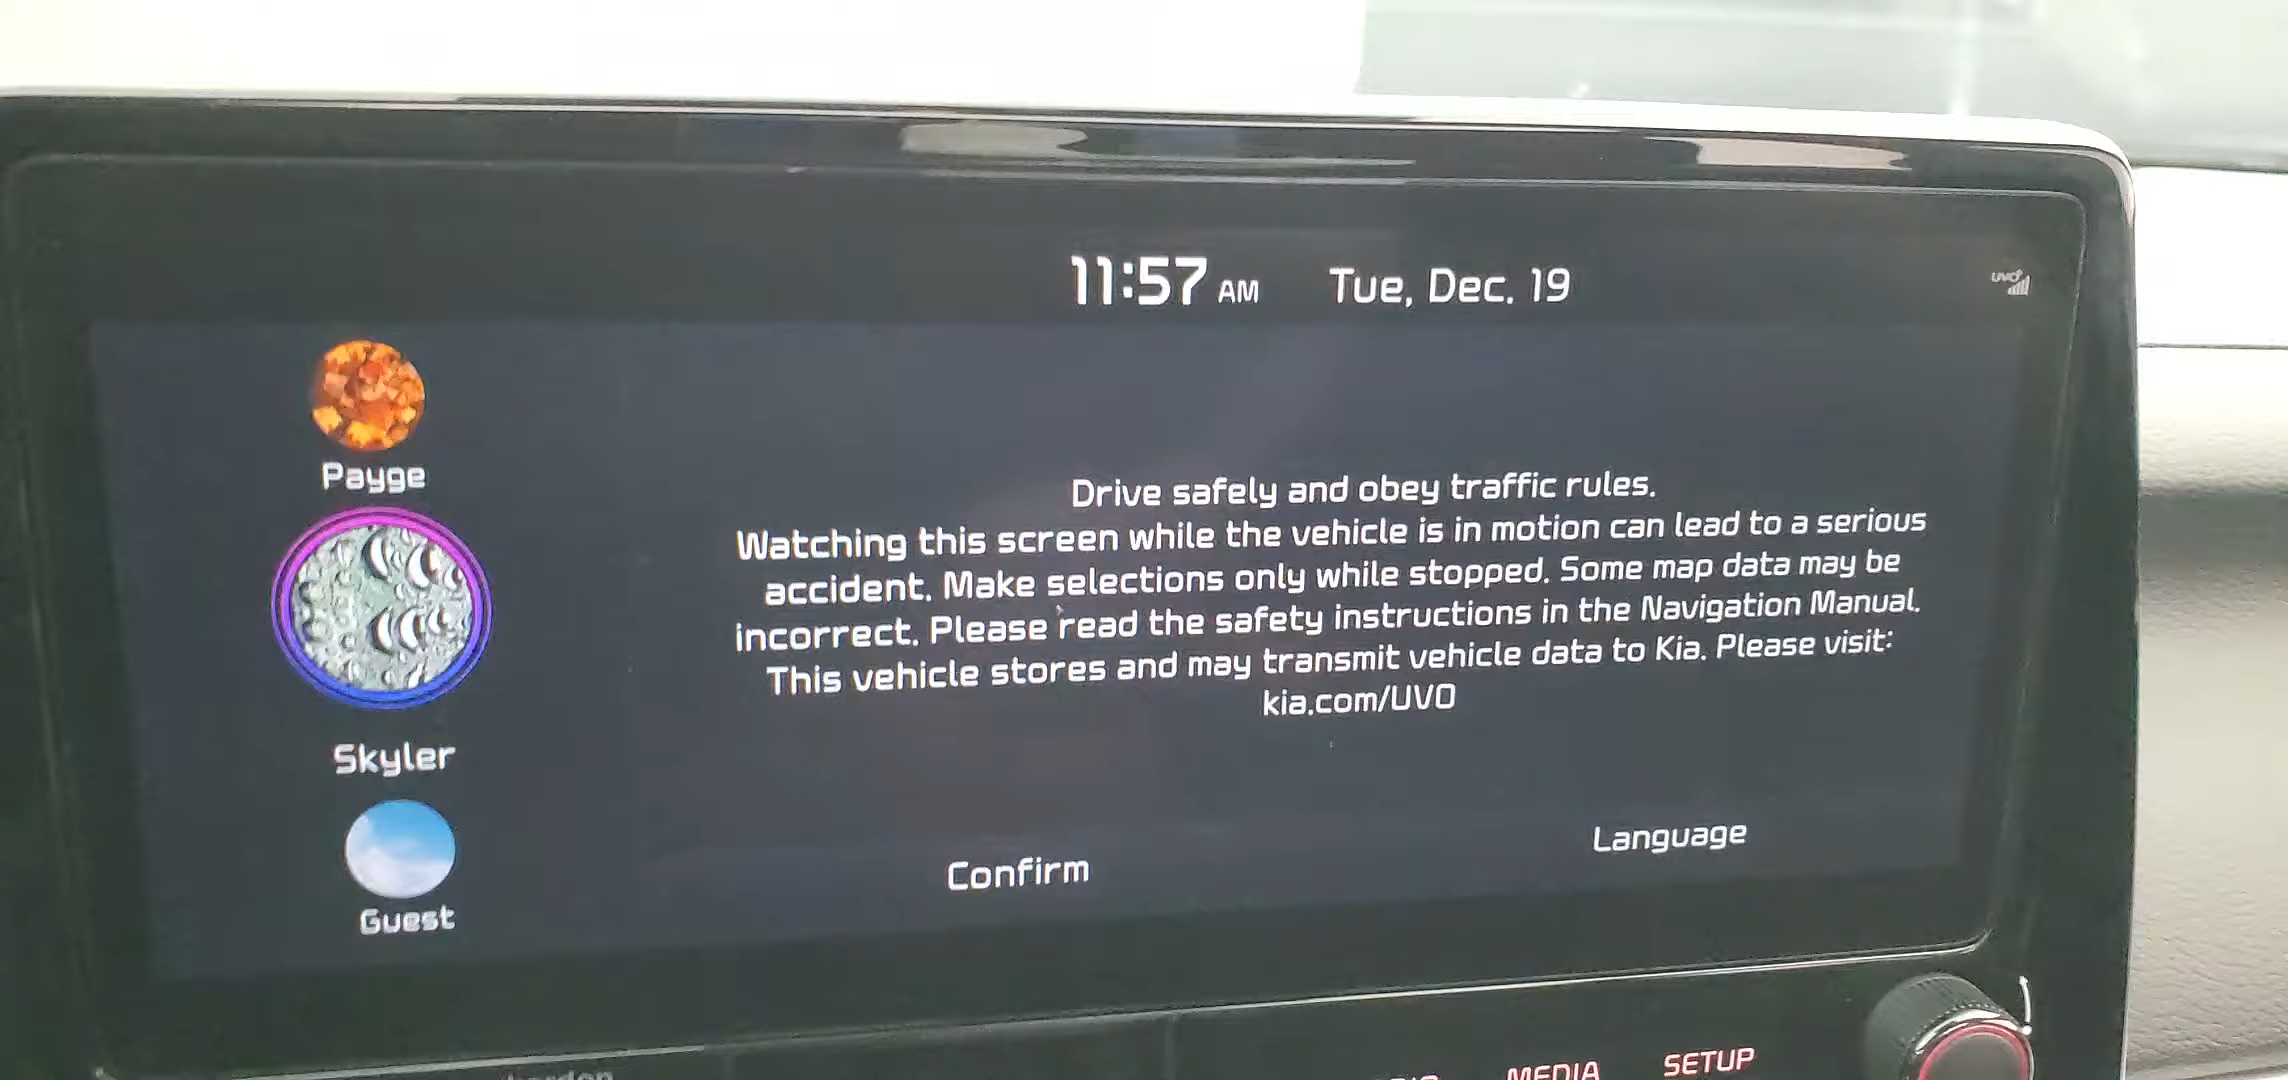 11:57 AM Tue, Dec. 19
UVO
Payge
Skyler
Guest
Drive safely and obey traffic rules.
Watching this screen while the vehicle is in motion can lead to a serious
accident. Make selections only while stopped. Some map data may be
incorrect. Please read the safety instructions in the Navigation Manual.
This vehicle stores and may transmit vehicle data to Kia. Please visit:
kia.com/UVO
Confirm
Language
MEDIA
SETUP